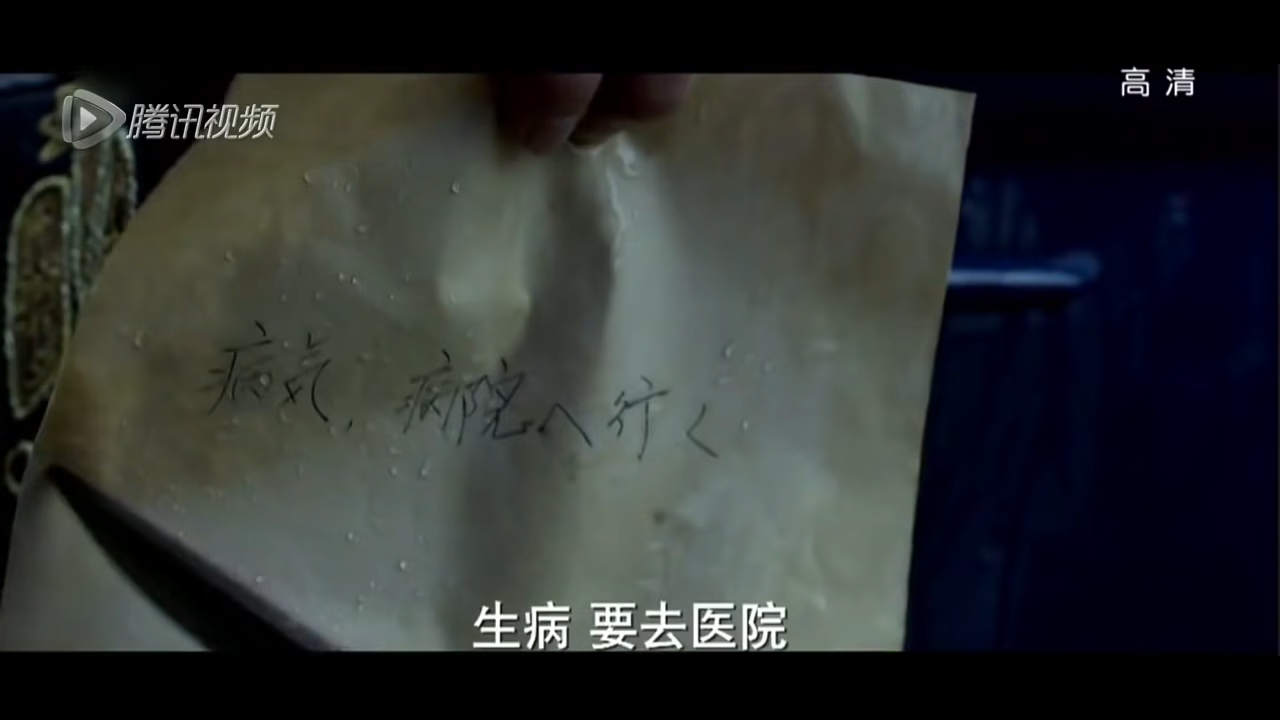 高清
腾讯视频
病気,病院へ行く
生病 要去医院